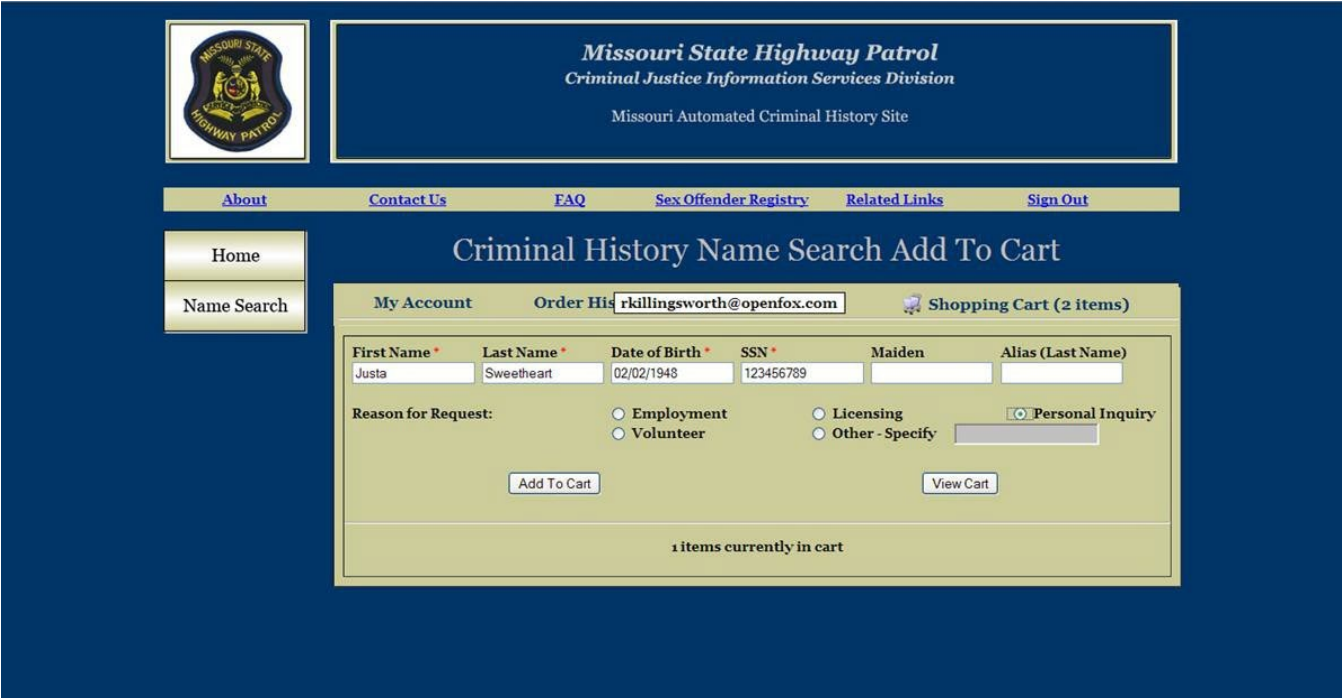 MISSOURI STATE
HIGHWAY PATROL
Missouri State Highway Patrol
Criminal Justice Information Services Division
Missouri Automated Criminal History Site
About Contact Us FAQ Sex Offender Registry Related Links Sign Out
Home
Name Search
Criminal History Name Search Add To Cart
My Account Order His rkillingsworth@openfox.com Shopping Cart (2 items)
First Name * Last Name * Date of Birth * SSN * Maiden Alias (Last Name)
Justa Sweetheart 02/02/1948 123456789
Reason for Request: Employment Licensing Personal Inquiry
Volunteer Other - Specify
Add To Cart View Cart
1 items currently in cart